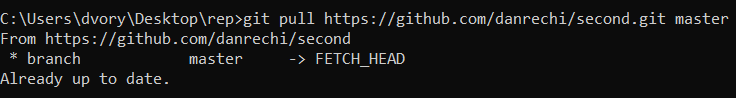 C:\Users\dvory\Desktop\rep>git pull https://github.com/danrechi/second.git master
From https://github.com/danrechi/second
 * branch            master     -> FETCH_HEAD
Already up to date.